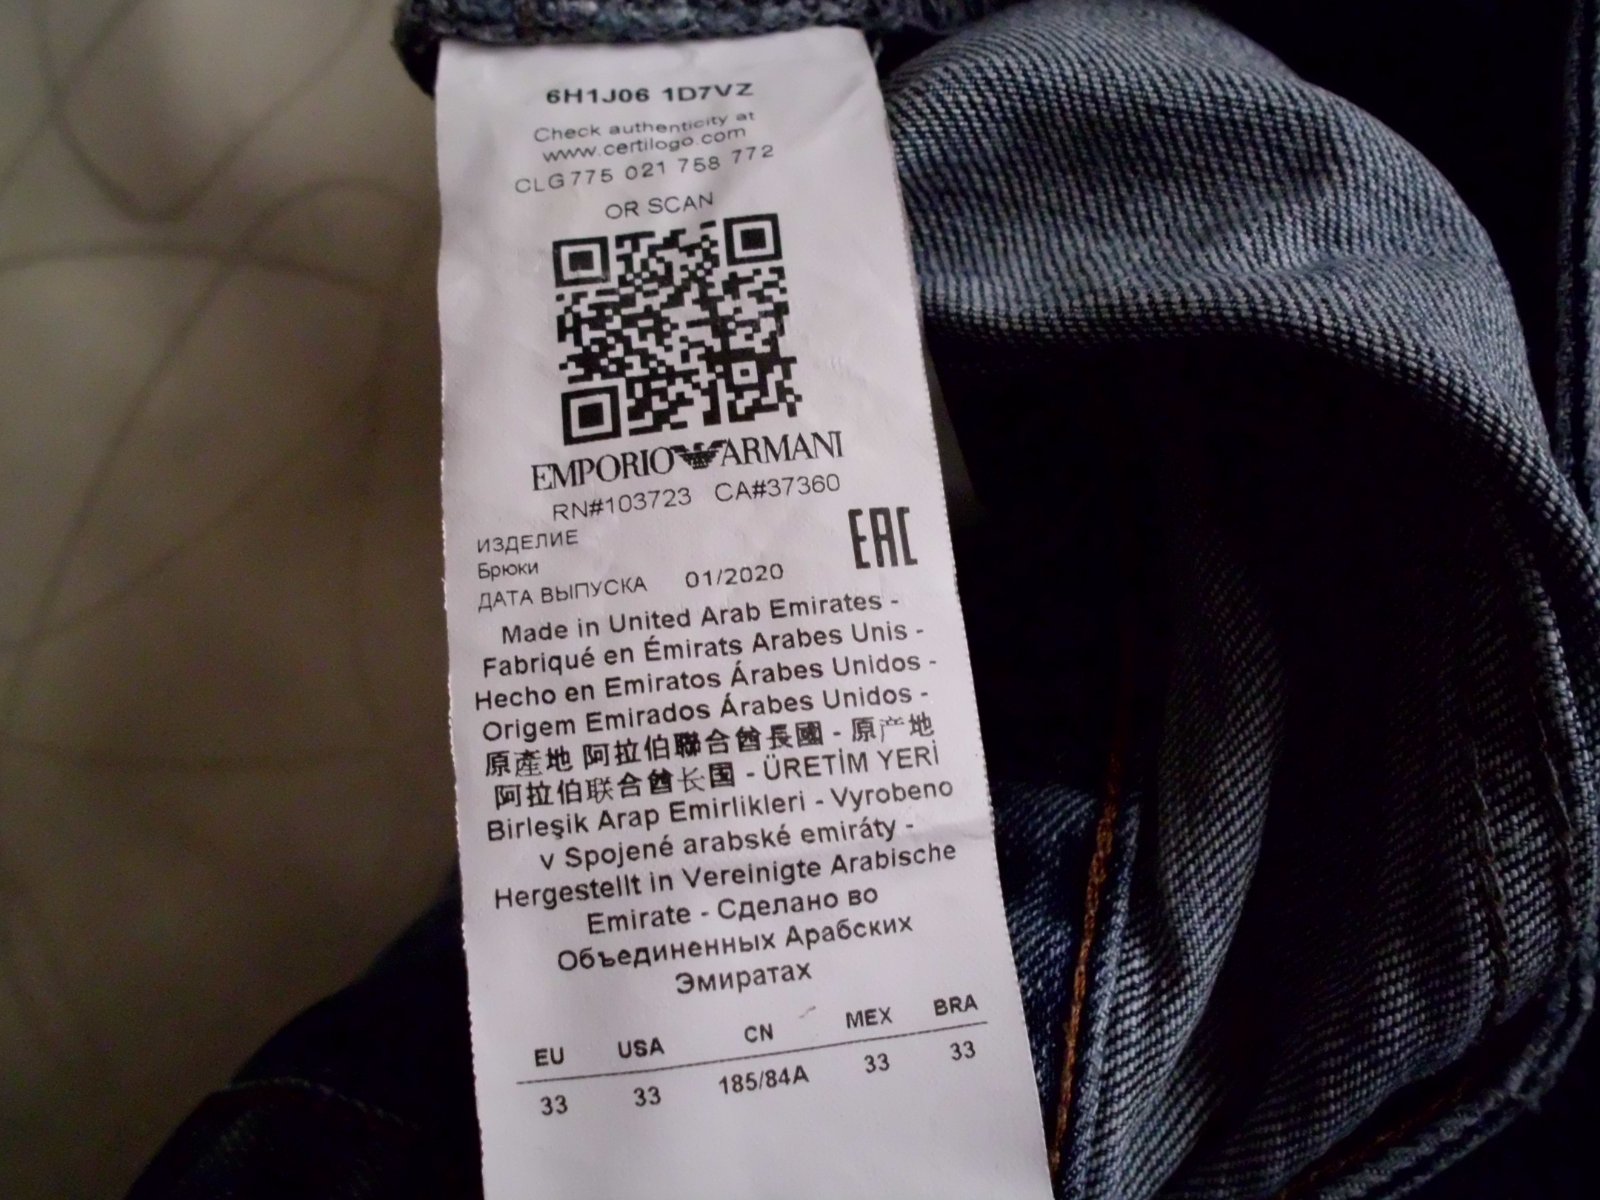 6H1J06 1D7VZ
Check authenticity at
www.certilogo.com
CLG775 021 758 772
OR SCAN
EMPORIO ARMANI
RN#103723 CA#37360
ИЗДЕЛИЕ
Брюки
EAC
ДАТА ВЫПУСКА 01/2020
Made in United Arab Emirates -
Fabriqué en Émirats Arabes Unis -
Hecho en Emiratos Árabes Unidos -
Origem Emirados Árabes Unidos -
原產地 阿拉伯聯合酋長國 - 原产地
阿拉伯联合酋长国 - ÜRETİM YERİ
Birleşik Arap Emirlikleri - Vyrobeno
v Spojené arabské emiráty -
Hergestellt in Vereinigte Arabische
Emirate - Сделано во
Объединенных Арабских
Эмиратах
EU USA CN MEX BRA
33 33 185/84A 33 33